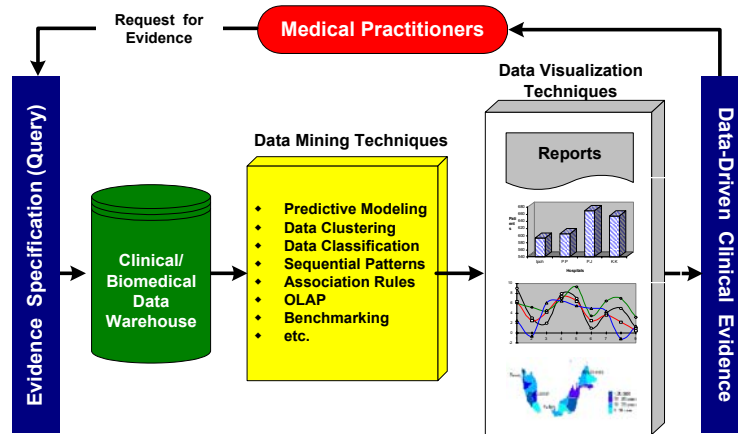 Request for
Evidence
Medical Practitioners
Evidence Specification (Query)
Clinical/
Biomedical
Data
Warehouse
Data Mining Techniques
♦ Predictive Modeling
♦ Data Clustering
♦ Data Classification
♦ Sequential Patterns
♦ Association Rules
♦ OLAP
♦ Benchmarking
♦ etc.
Data Visualization
Techniques
Reports
Ipoh
P.P
P.J
K.K
Hospitals
Data-Driven Clinical Evidence